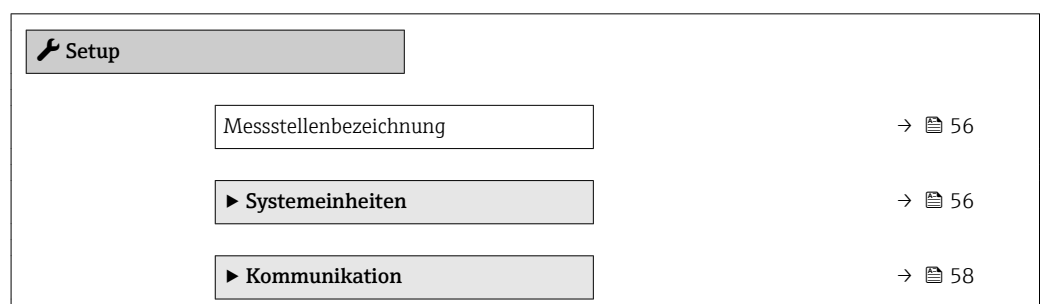 Setup
Messstellenbezeichnung → 56
▶ Systemeinheiten → 56
▶ Kommunikation → 58